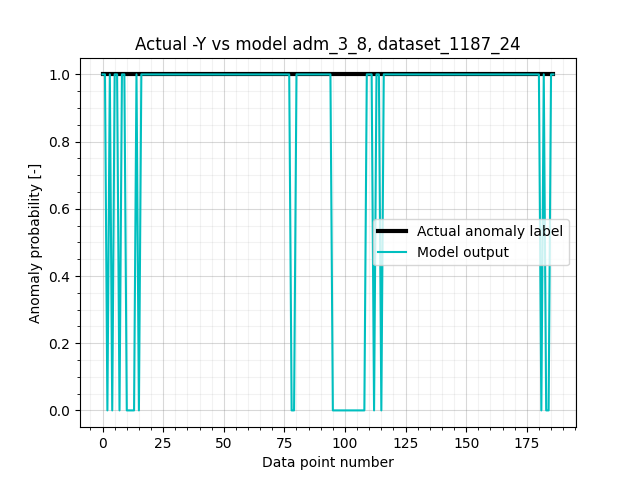 Actual -Y vs model adm_3_8, dataset_1187_24
1.0
0.8
0.6
0.4
0.2
0.0
Anomaly probability [-]
Actual anomaly label
Model output
0 25 50 75 100 125 150 175
Data point number